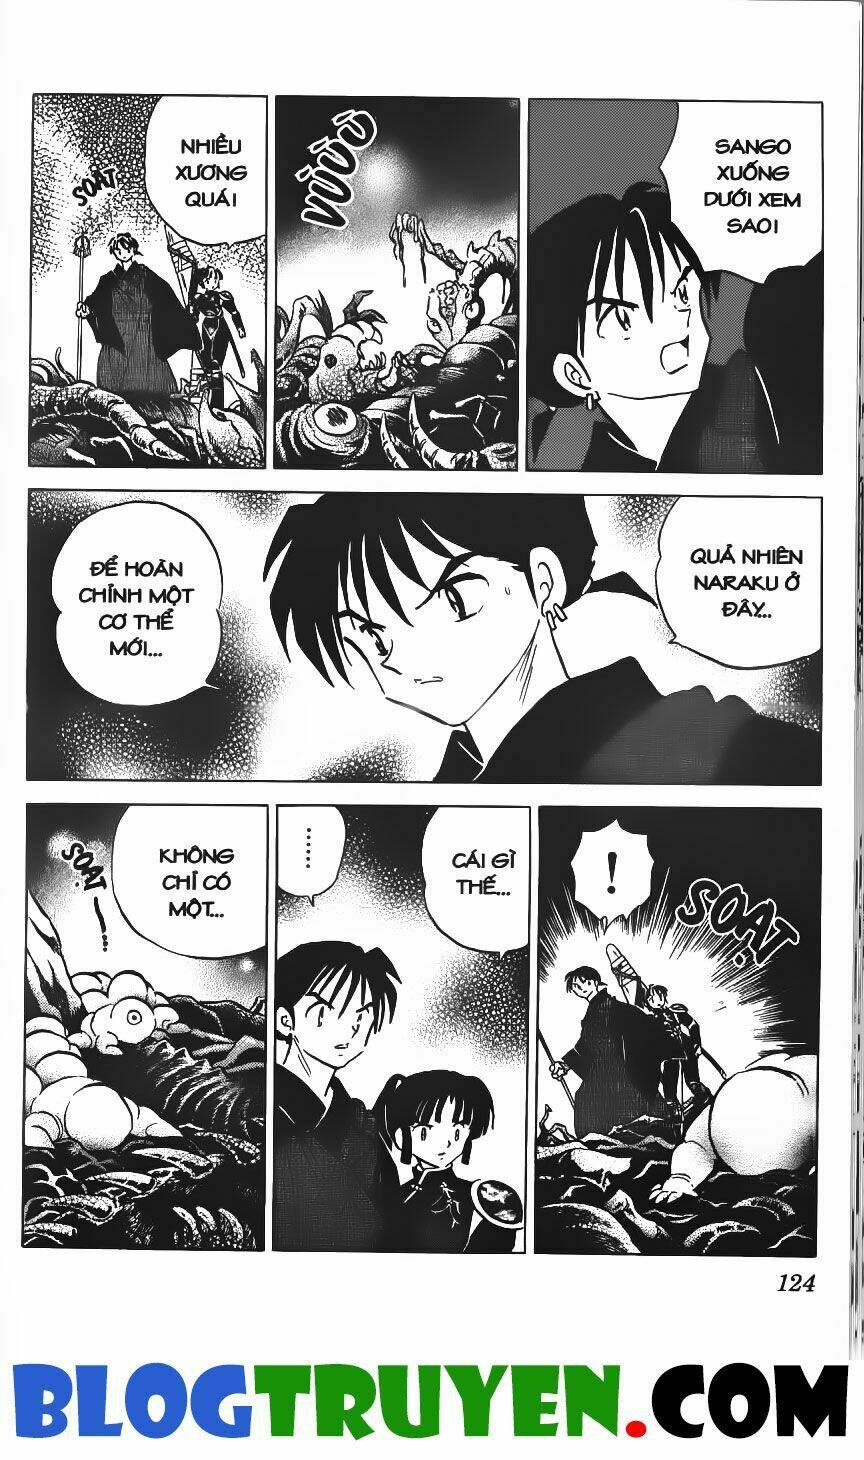 SANGO
XUỐNG
DƯỚI XEM
SAO!
VÙÙÙ
NHIỀU
XƯƠNG
QUÁ!
SOẠT
QUẢ NHIÊN
NARAKU Ở
ĐÂY...
ĐỂ HOÀN
CHỈNH MỘT
CƠ THỂ
MỚI...
!
SOẠT
CÁI GÌ
THẾ...
......
KHÔNG
CHỈ CÓ
MỘT...
SOẠT
124
BLOGTRUYEN.COM